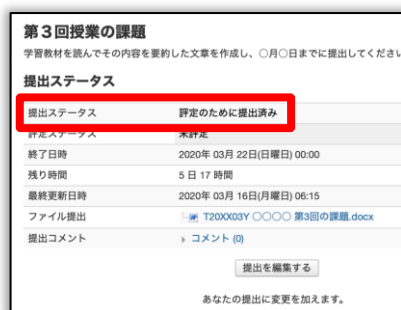 第3回授業の課題
学習教材を読んでその内容を要約した文章を作成し、○月○日までに提出してください
提出ステータス
提出ステータス 評定のために提出済み
評定ステータス 未評定
終了日時 2020年 03月 22日(日曜日) 00:00
残り時間 5 日 17 時間
最終更新日時 2020年 03月 16日(月曜日) 06:15
ファイル提出 T20XX03Y ○○○○ 第3回の課題.docx
提出コメント コメント (0)
提出を編集する
あなたの提出に変更を加えます。